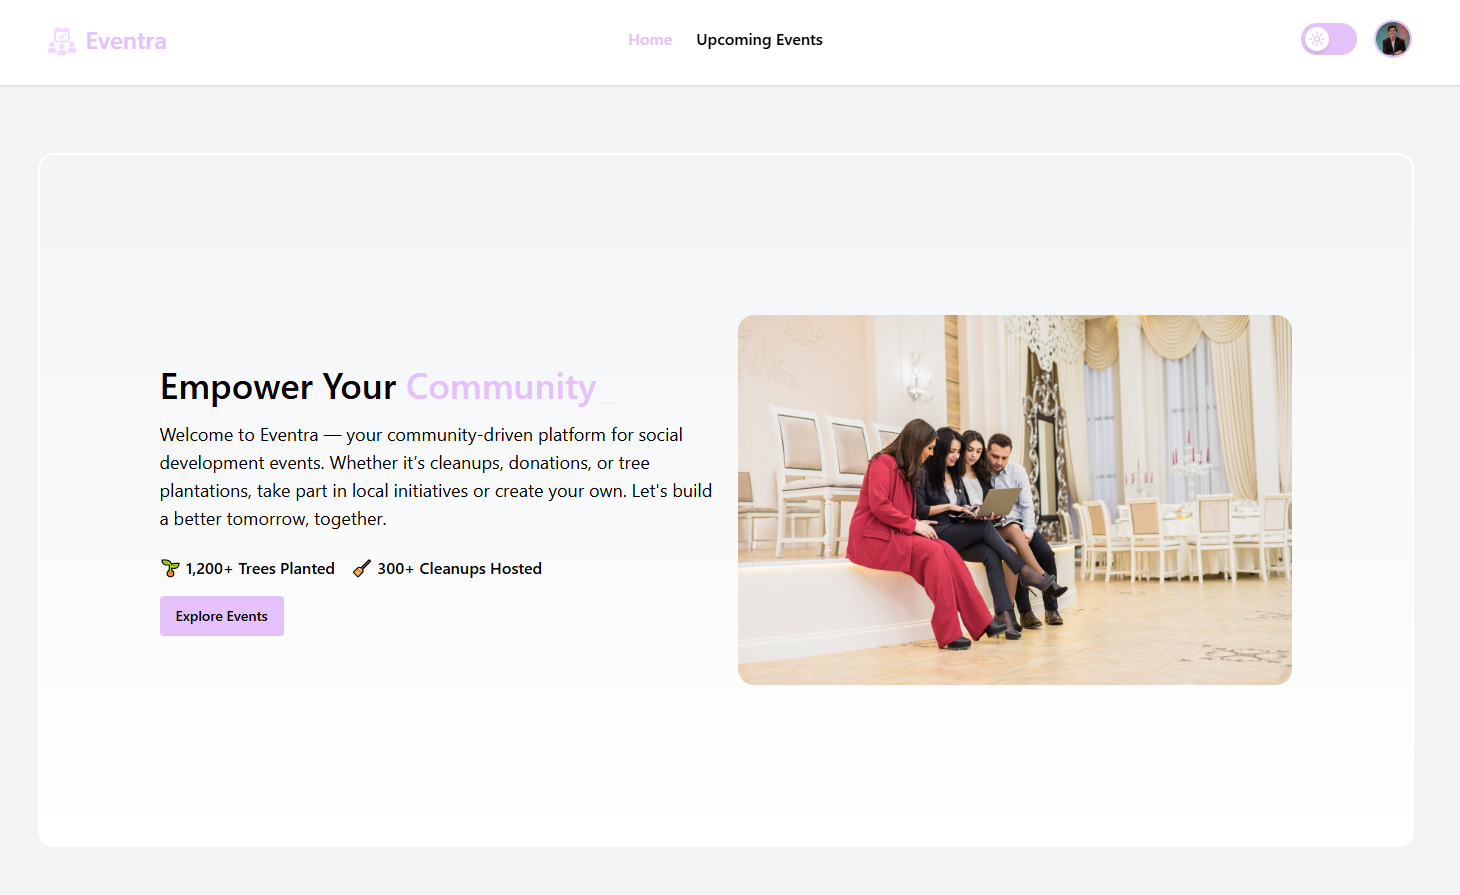 Eventra
Home
Upcoming Events
Empower Your Community_
Welcome to Eventra — your community-driven platform for social
development events. Whether it’s cleanups, donations, or tree
plantations, take part in local initiatives or create your own. Let's build
a better tomorrow, together.
1,200+ Trees Planted
300+ Cleanups Hosted
Explore Events